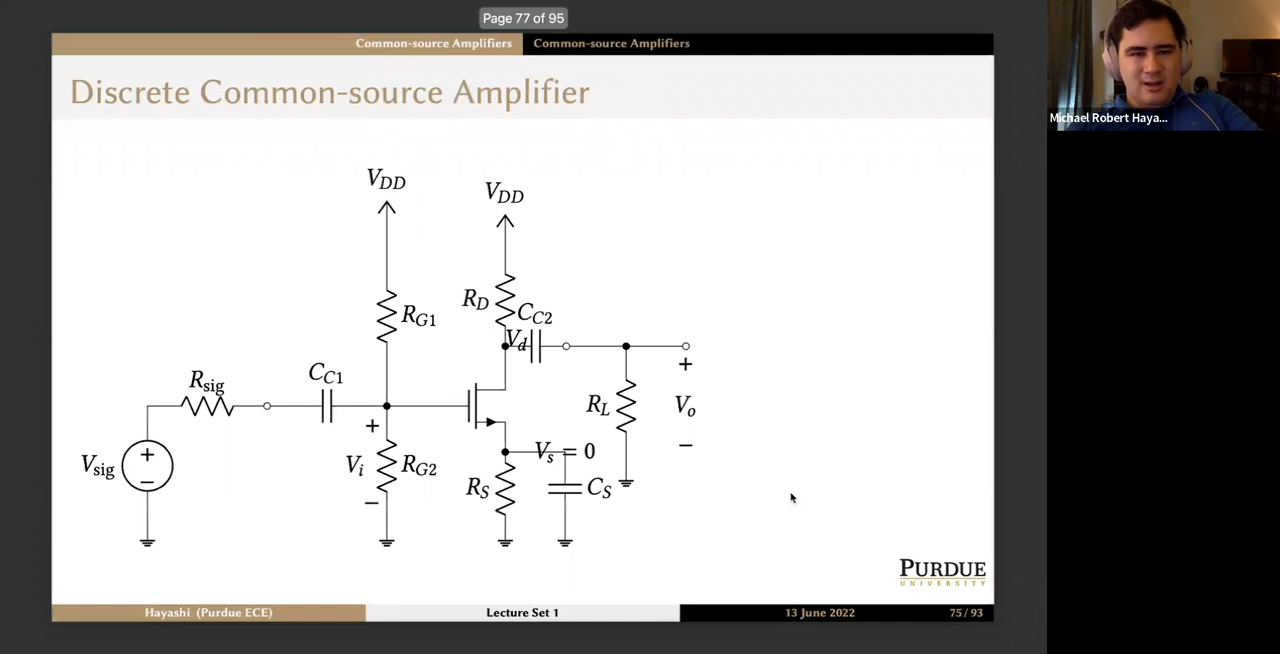 Page 77 of 95
Common-source Amplifiers Common-source Amplifiers
Discrete Common-source Amplifier
Michael Robert Haya...
V_DD
V_DD
R_D
C_C2
R_G1
V_d
+
R_sig
C_C1
R_L
V_o
+
−
V_sig
+
−
V_i
R_G2
−
V_s = 0
R_S
C_S
PURDUE
UNIVERSITY
Hayashi (Purdue ECE) Lecture Set 1 13 June 2022 75 / 93